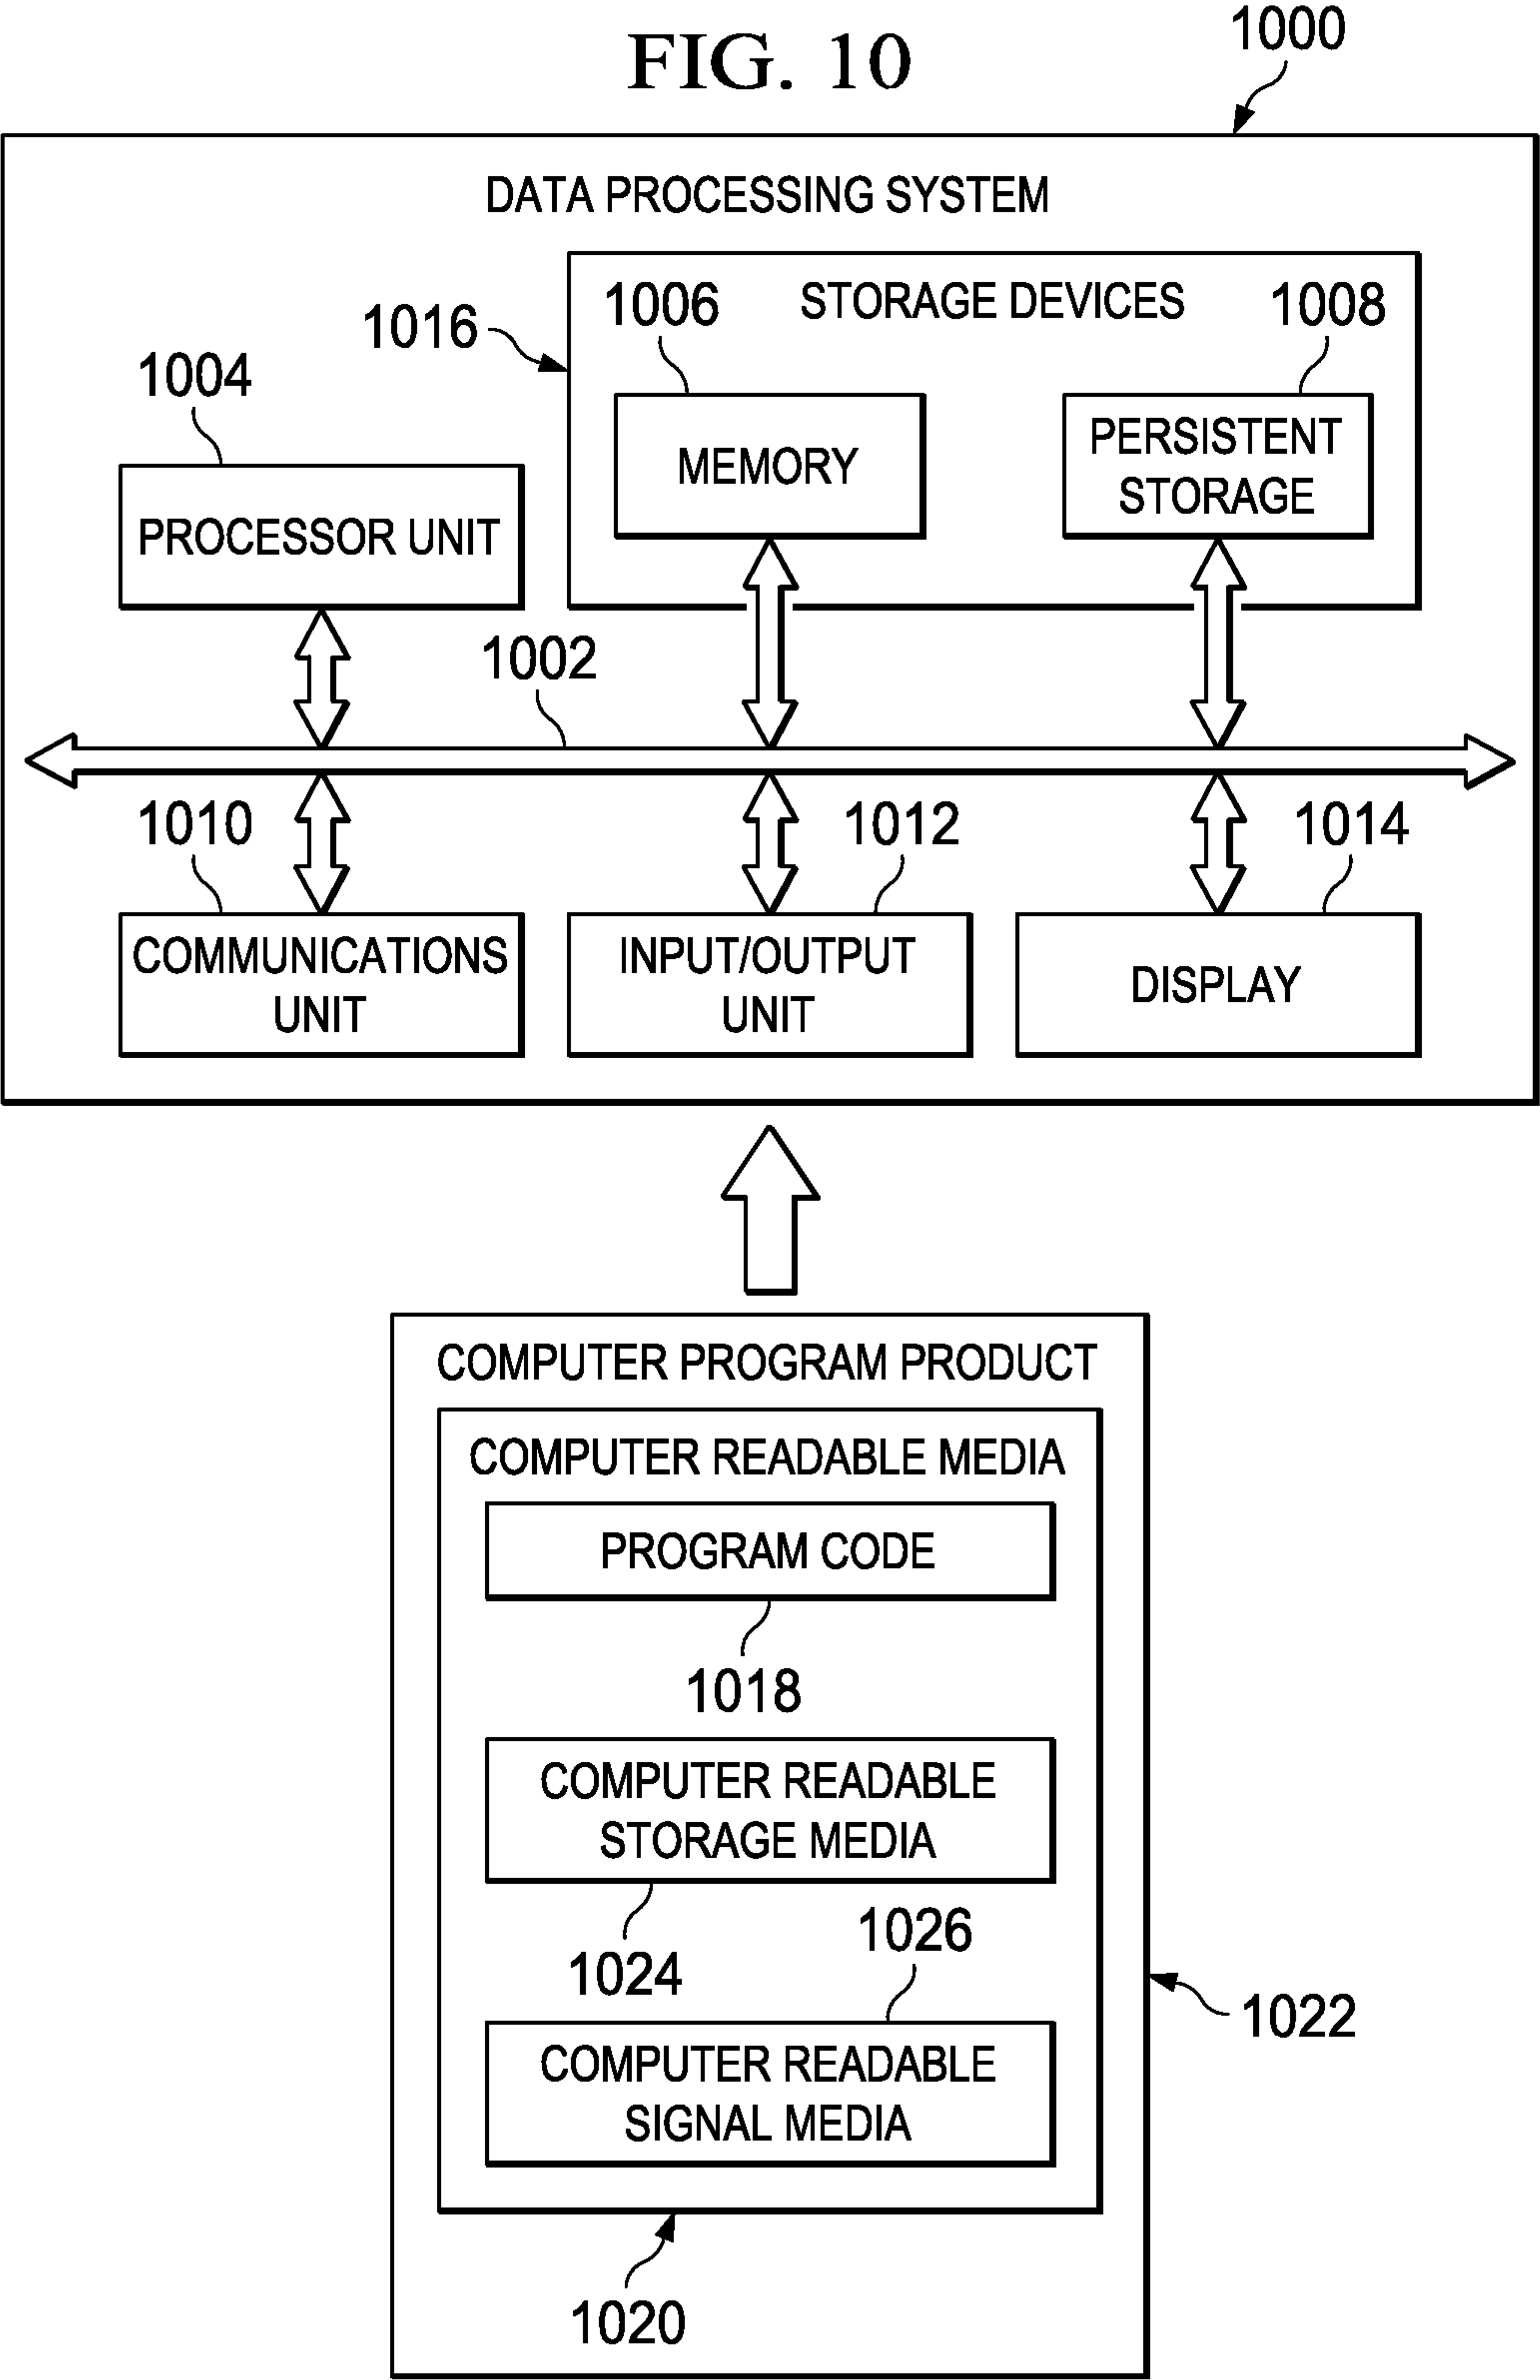 FIG. 10
1000
DATA PROCESSING SYSTEM
1016
1006
STORAGE DEVICES
1008
1004
MEMORY
PERSISTENT
STORAGE
PROCESSOR UNIT
1002
1010
1012
1014
COMMUNICATIONS
UNIT
INPUT/OUTPUT
UNIT
DISPLAY
COMPUTER PROGRAM PRODUCT
COMPUTER READABLE MEDIA
PROGRAM CODE
1018
COMPUTER READABLE
STORAGE MEDIA
1024
1026
1022
COMPUTER READABLE
SIGNAL MEDIA
1020